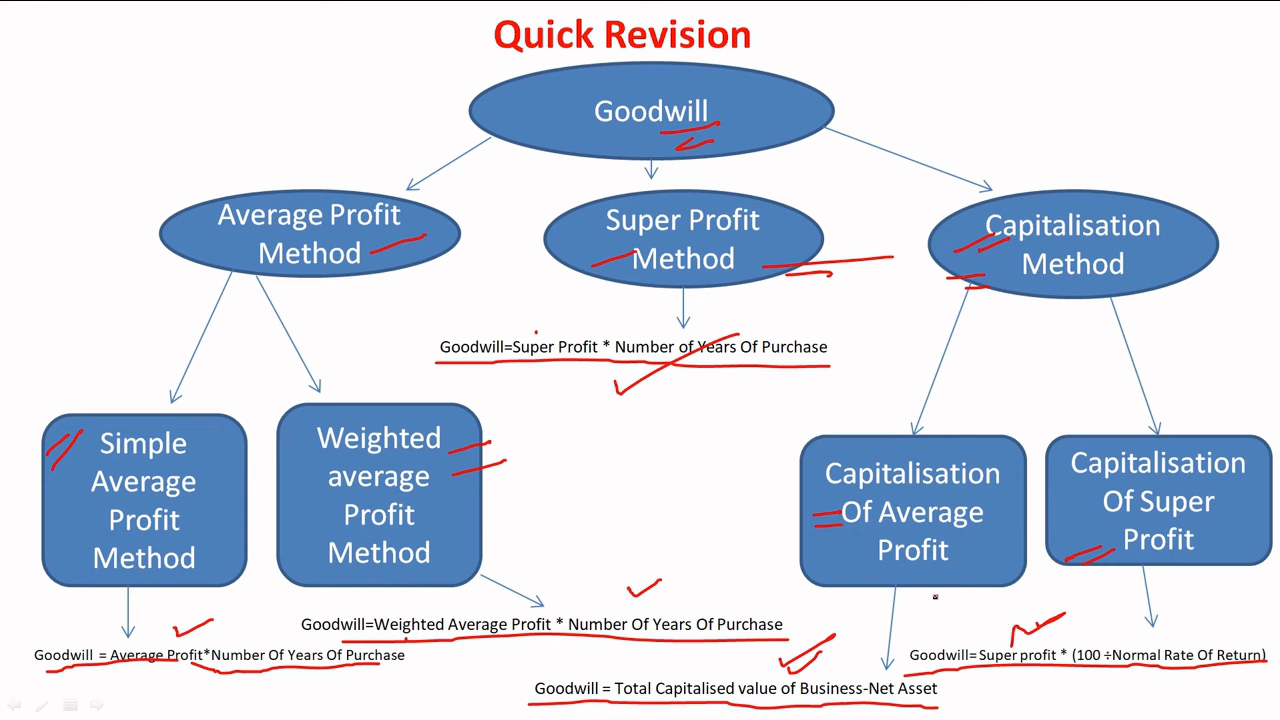 Quick Revision
Goodwill
Average Profit
Method
Super Profit
Method
Capitalisation
Method
Goodwill=Super Profit * Number of Years Of Purchase
Simple
Average
Profit
Method
Weighted
average
Profit
Method
Capitalisation
Of Average
Profit
Capitalisation
Of Super
Profit
Goodwill=Weighted Average Profit * Number Of Years Of Purchase
Goodwill = Average Profit*Number Of Years Of Purchase
Goodwill= Super profit * (100 ÷Normal Rate Of Return)
Goodwill = Total Capitalised value of Business-Net Asset